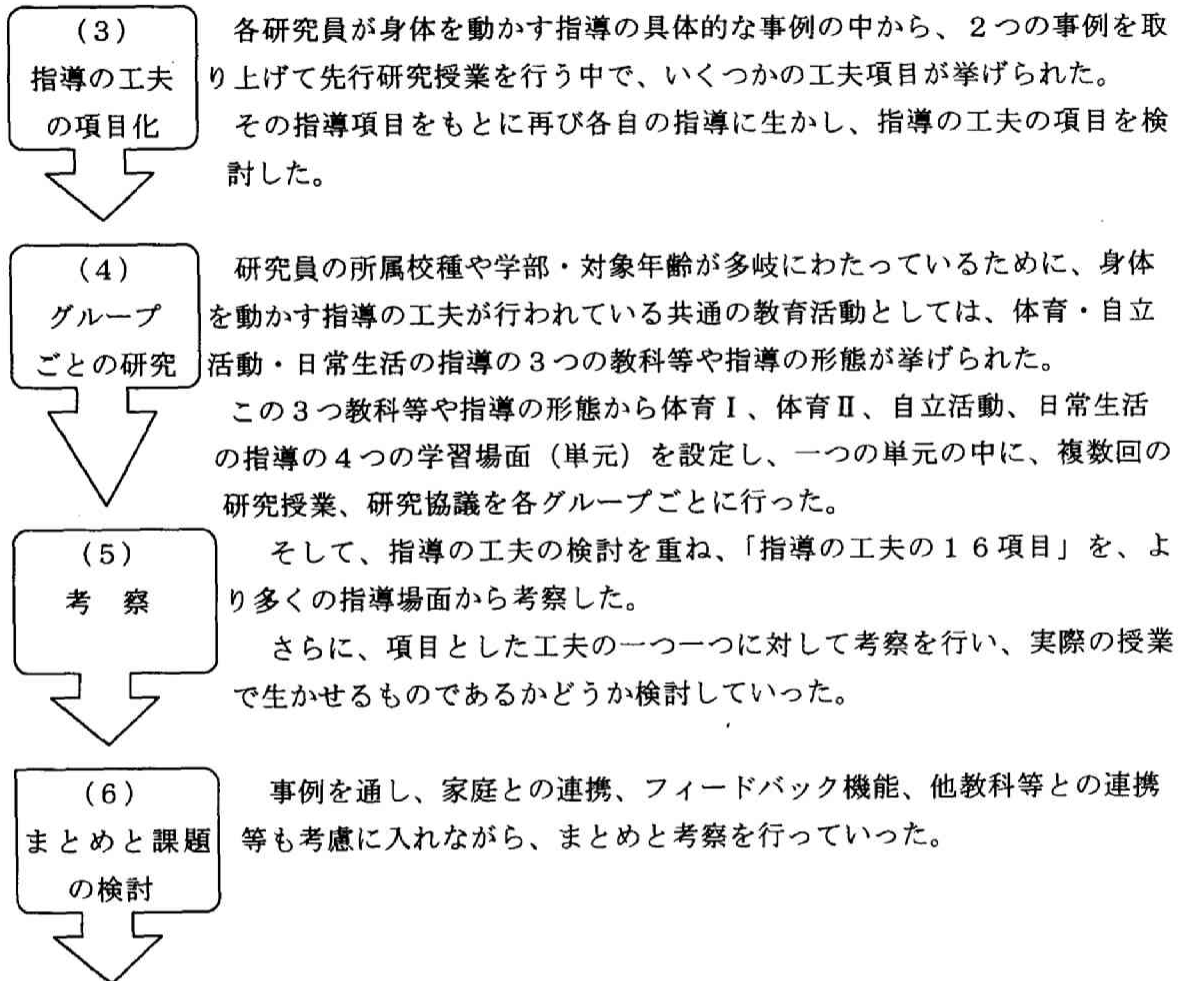 (3)
指導の工夫
の項目化
各研究員が身体を動かす指導の具体的な事例の中から、2つの事例を取
り上げて先行研究授業を行う中で、いくつかの工夫項目が挙げられた。
その指導項目をもとに再び各自の指導に生かし、指導の工夫の項目を検
討した。
(4)
グループ
ごとの研究
研究員の所属校種や学部・対象年齢が多岐にわたっているために、身体
を動かす指導の工夫が行われている共通の教育活動としては、体育・自立
活動・日常生活の指導の3つの教科等や指導の形態が挙げられた。
この3つ教科等や指導の形態から体育Ⅰ、体育Ⅱ、自立活動、日常生活
の指導の4つの学習場面（単元）を設定し、一つの単元の中に、複数回の
研究授業、研究協議を各グループごとに行った。
(5)
考 察
そして、指導の工夫の検討を重ね、「指導の工夫の16項目」を、よ
り多くの指導場面から考察した。
さらに、項目とした工夫の一つ一つに対して考察を行い、実際の授業
で生かせるものであるかどうか検討していった。
(6)
まとめと課題
の検討
事例を通し、家庭との連携、フィードバック機能、他教科等との連携
等も考慮に入れながら、まとめと考察を行っていった。